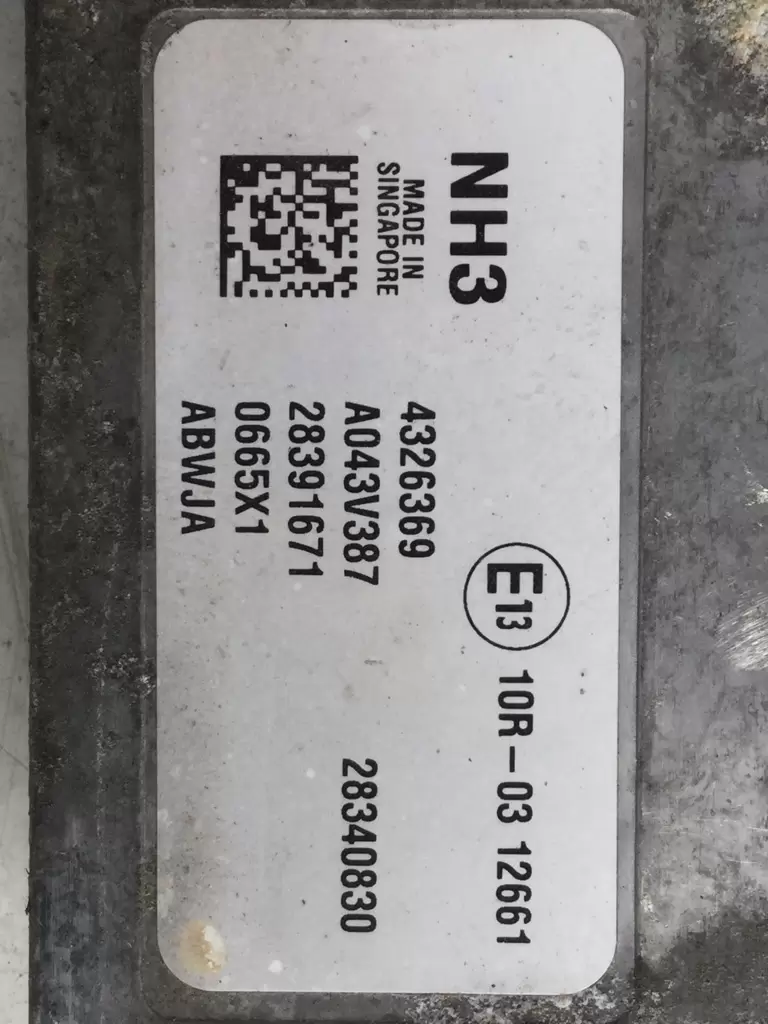 NH3
E13 10R-03 12661
MADE IN
SINGAPORE
4326369
A043V387 28340830
28391671
0665X1
ABWJA